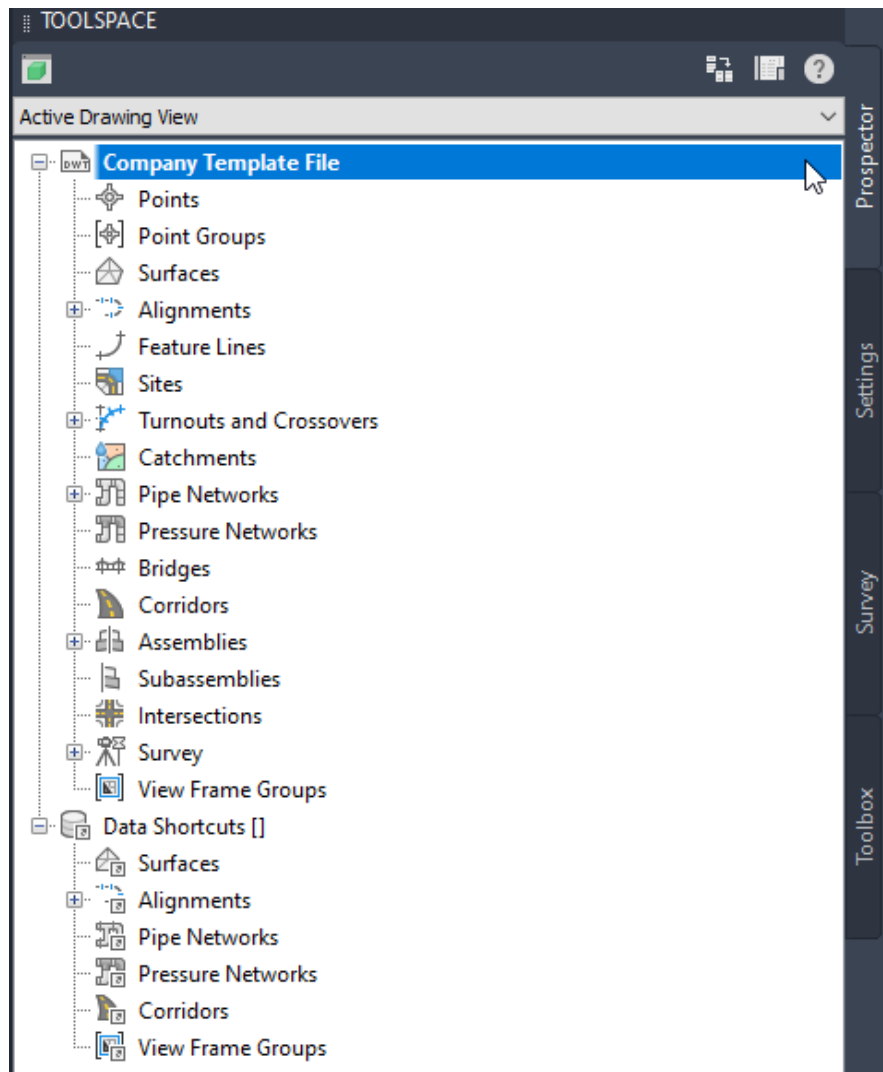 TOOLSPACE
Active Drawing View
DWT Company Template File
Points
Point Groups
Surfaces
Alignments
Feature Lines
Sites
Turnouts and Crossovers
Catchments
Pipe Networks
Pressure Networks
Bridges
Corridors
Assemblies
Subassemblies
Intersections
Survey
View Frame Groups
Data Shortcuts []
Surfaces
Alignments
Pipe Networks
Pressure Networks
Corridors
View Frame Groups
Prospector
Settings
Survey
Toolbox